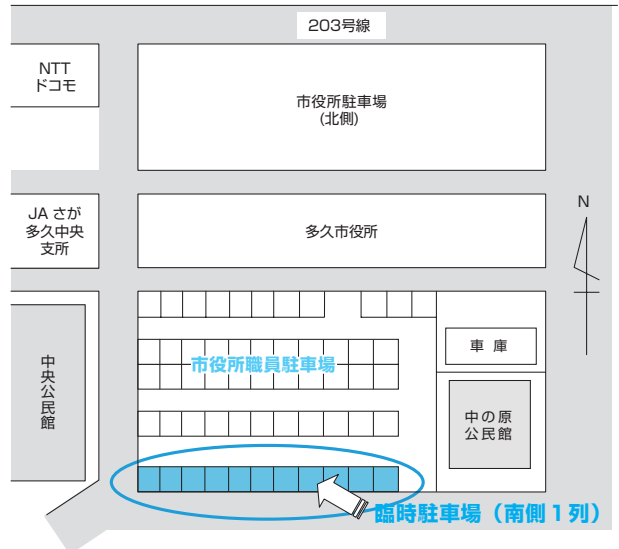 203号線
NTT
ドコモ
市役所駐車場
(北側)
JA さが
多久中央
支所
多久市役所
N
中央公民館
市役所職員駐車場
車 庫
中の原
公民館
臨時駐車場（南側１列）